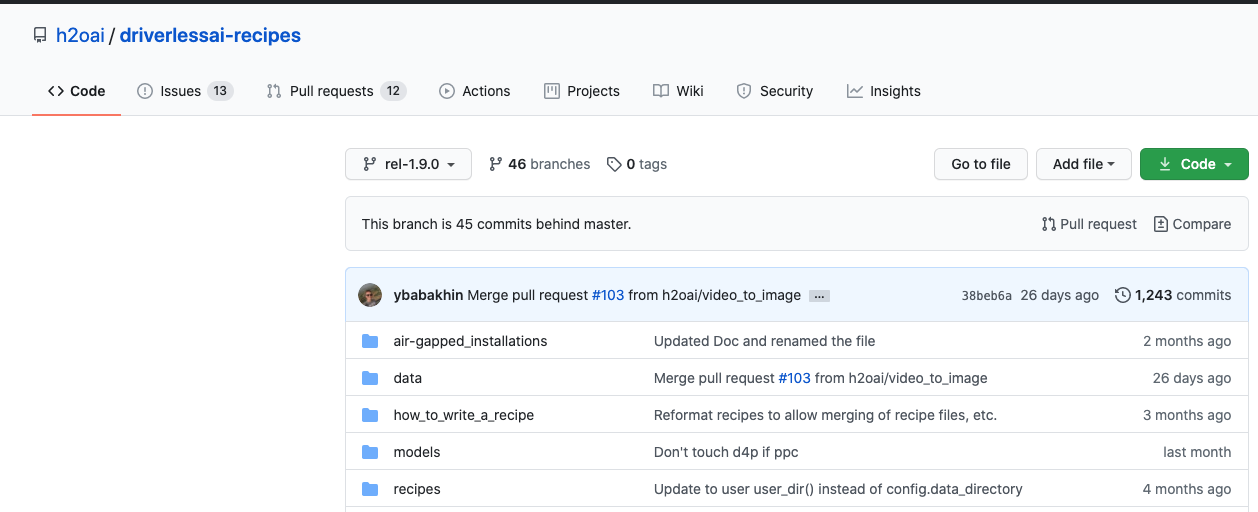 h2oai / driverlessai-recipes
Code Issues 13 Pull requests 12 Actions Projects Wiki Security Insights
rel-1.9.0 46 branches 0 tags Go to file Add file Code
This branch is 45 commits behind master. Pull request Compare
ybabakhin Merge pull request #103 from h2oai/video_to_image ... 38beb6a 26 days ago 1,243 commits
air-gapped_installations Updated Doc and renamed the file 2 months ago
data Merge pull request #103 from h2oai/video_to_image 26 days ago
how_to_write_a_recipe Reformat recipes to allow merging of recipe files, etc. 3 months ago
models Don't touch d4p if ppc last month
recipes Update to user user_dir() instead of config.data_directory 4 months ago